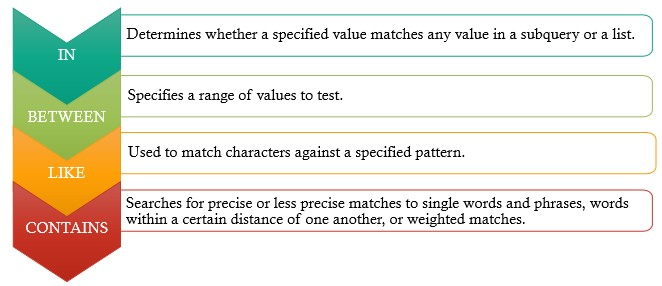 IN
Determines whether a specified value matches any value in a subquery or a list.
BETWEEN
Specifies a range of values to test.
LIKE
Used to match characters against a specified pattern.
CONTAINS
Searches for precise or less precise matches to single words and phrases, words
within a certain distance of one another, or weighted matches.